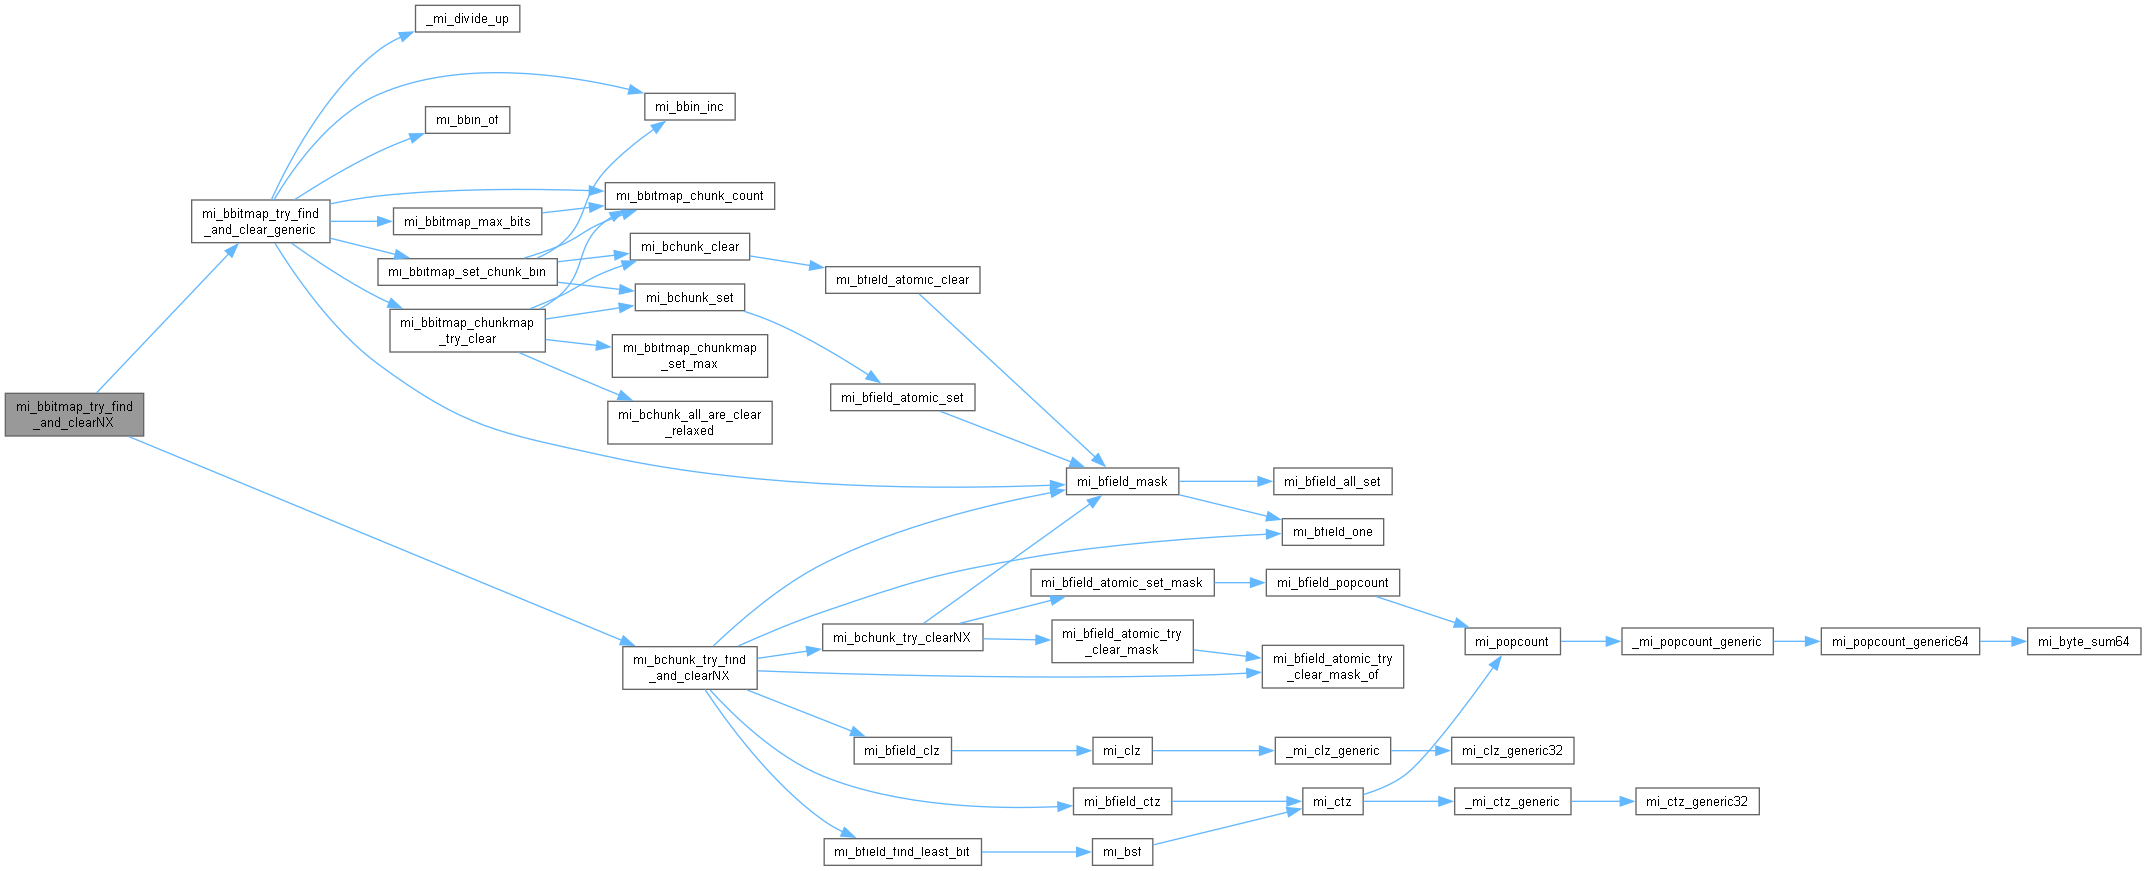 _mi_divide_up
mi_bbin_inc
mi_bbin_of
mi_bbitmap_chunk_count
mi_bbitmap_try_find
_and_clear_generic
mi_bbitmap_max_bits
mi_bchunk_clear
mi_bbitmap_set_chunk_bin
mi_bfield_atomic_clear
mi_bchunk_set
mi_bbitmap_chunkmap
_try_clear
mi_bbitmap_chunkmap
_set_max
mi_bfield_atomic_set
mi_bbitmap_try_find
_and_clearNX
mi_bchunk_all_are_clear
_relaxed
mi_bfield_mask
mi_bfield_all_set
mi_bfield_one
mi_bfield_atomic_set_mask
mi_bfield_popcount
mi_bchunk_try_clearNX
mi_bfield_atomic_try
_clear_mask
mi_popcount
_mi_popcount_generic
mi_popcount_generic64
mi_byte_sum64
mi_bchunk_try_find
_and_clearNX
mi_bfield_atomic_try
_clear_mask_of
mi_bfield_clz
mi_clz
_mi_clz_generic
mi_clz_generic32
mi_bfield_ctz
mi_ctz
_mi_ctz_generic
mi_ctz_generic32
mi_bfield_find_least_bit
mi_bsf